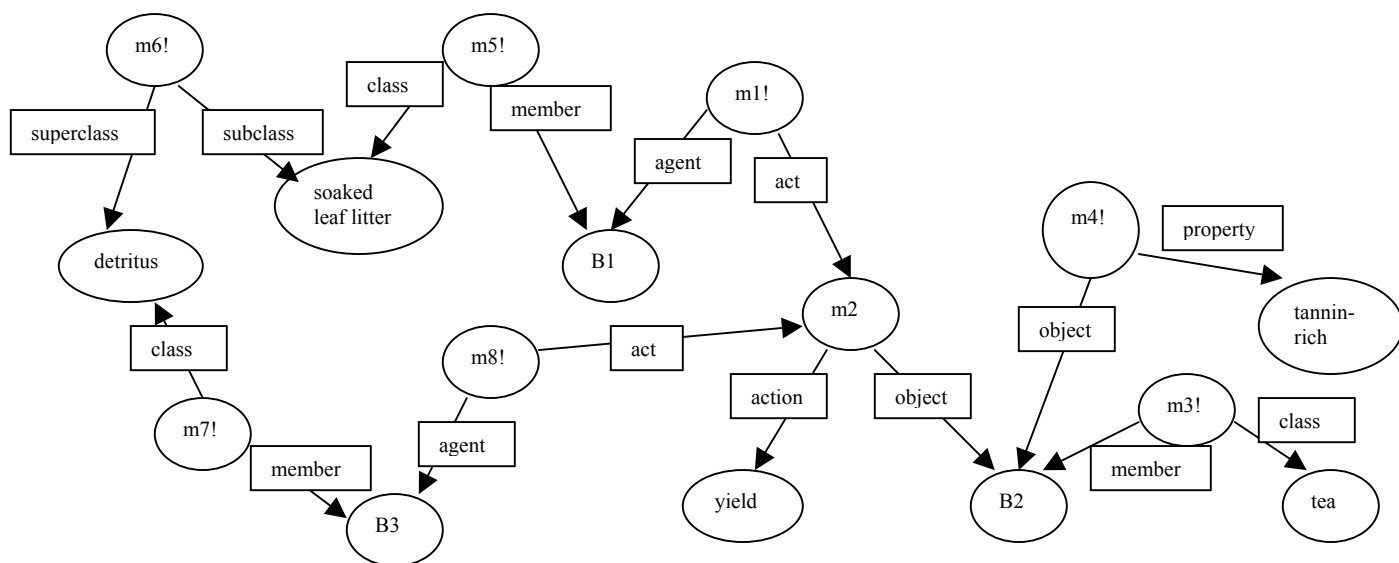 m6!
m5!
class
m1!
member
superclass
subclass
agent
act
soaked
leaf litter
m4!
property
detritus
B1
m2
tannin-
rich
m8!
act
object
class
action
object
m3!
class
m7!
agent
member
member
yield
B2
tea
B3